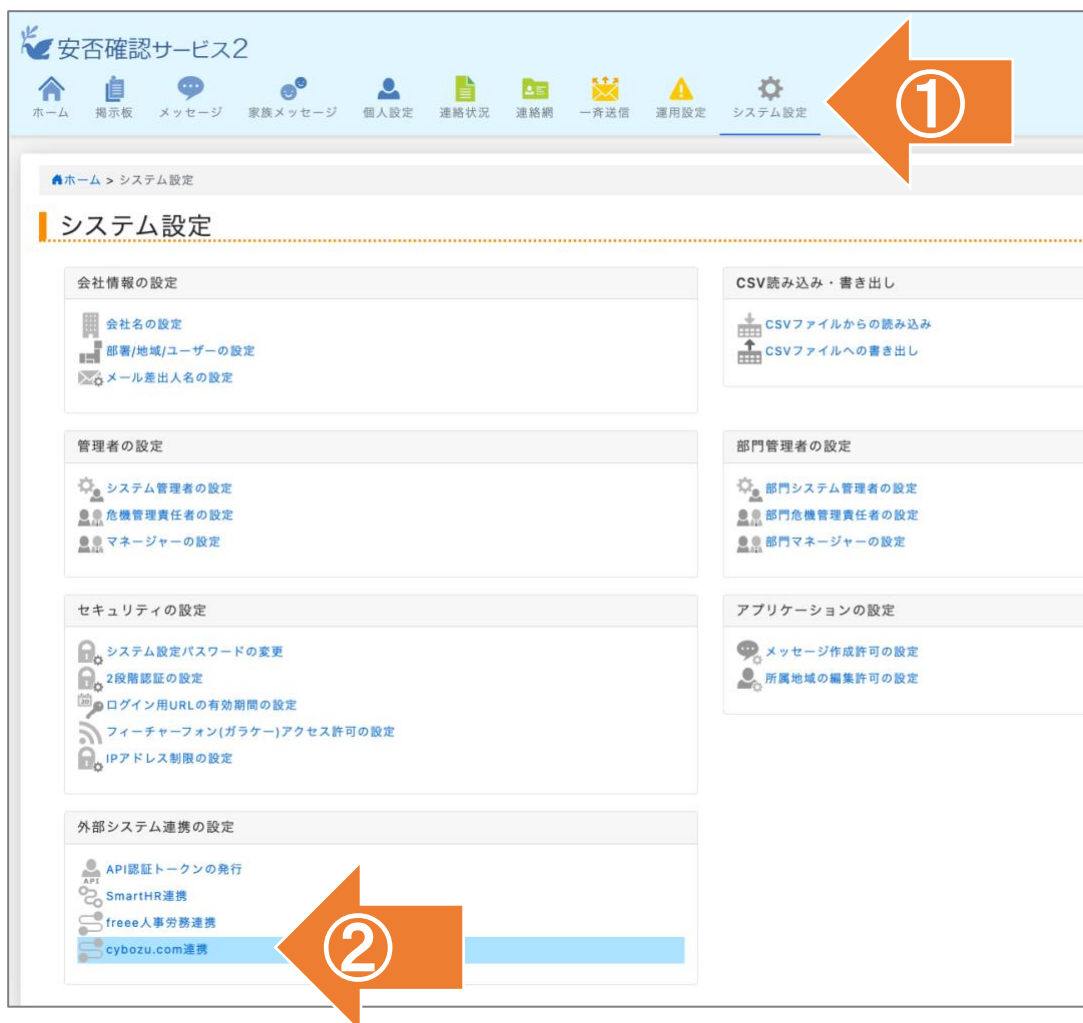 安否確認サービス2
ホーム 掲示板 メッセージ 家族メッセージ 個人設定 連絡状況 連絡網 一斉送信 運用設定 システム設定
①
ホーム > システム設定
システム設定
会社情報の設定
会社名の設定
部署/地域/ユーザーの設定
メール差出人名の設定
CSV読み込み・書き出し
CSVファイルからの読み込み
CSVファイルへの書き出し
管理者の設定
システム管理者の設定
危機管理責任者の設定
マネージャーの設定
部門管理者の設定
部門システム管理者の設定
部門危機管理責任者の設定
部門マネージャーの設定
セキュリティの設定
システム設定パスワードの変更
2段階認証の設定
ログイン用URLの有効期間の設定
フィーチャーフォン(ガラケー)アクセス許可の設定
IPアドレス制限の設定
アプリケーションの設定
メッセージ作成許可の設定
所属地域の編集許可の設定
外部システム連携の設定
API認証トークンの発行
API
SmartHR連携
freee人事労務連携
cybozu.com連携
②